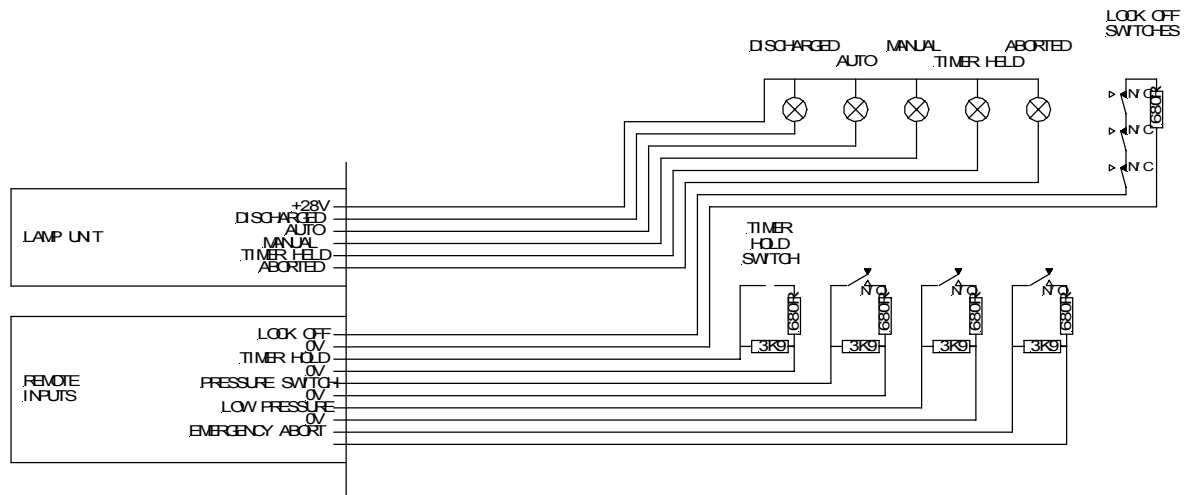 LOCK OFF
SWITCHES
DISCHARGED
MANUAL
ABORTED
AUTO
TIMER HELD
N/C
680R
N/C
N/C
LAMP UNIT
+28V
DISCHARGED
AUTO
MANUAL
TIMER HELD
ABORTED
TIMER
HOLD
SWITCH
N/O
N/O
N/O
680R
680R
680R
680R
3K9
3K9
3K9
3K9
REMOTE
INPUTS
LOCK OFF
0V
TIMER HOLD
0V
PRESSURE SWITCH
0V
LOW PRESSURE
0V
EMERGENCY ABORT